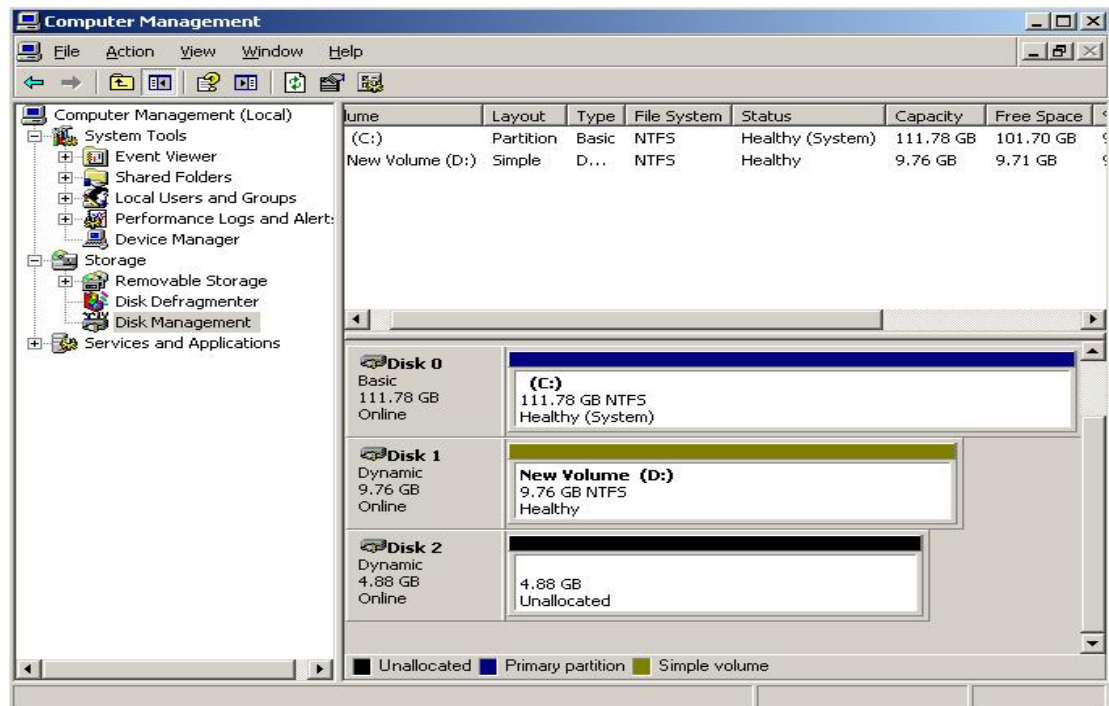 Computer Management
File Action View Window Help
Computer Management (Local)
System Tools
Event Viewer
Shared Folders
Local Users and Groups
Performance Logs and Alert
Device Manager
Storage
Removable Storage
Disk Defragmenter
Disk Management
Services and Applications
lume Layout Type File System Status Capacity Free Space
(C:) Partition Basic NTFS Healthy (System) 111.78 GB 101.70 GB
New Volume (D:) Simple D... NTFS Healthy 9.76 GB 9.71 GB
Disk 0
Basic
111.78 GB
Online
(C:)
111.78 GB NTFS
Healthy (System)
Disk 1
Dynamic
9.76 GB
Online
New Volume (D:)
9.76 GB NTFS
Healthy
Disk 2
Dynamic
4.88 GB
Online
4.88 GB
Unallocated
Unallocated Primary partition Simple volume